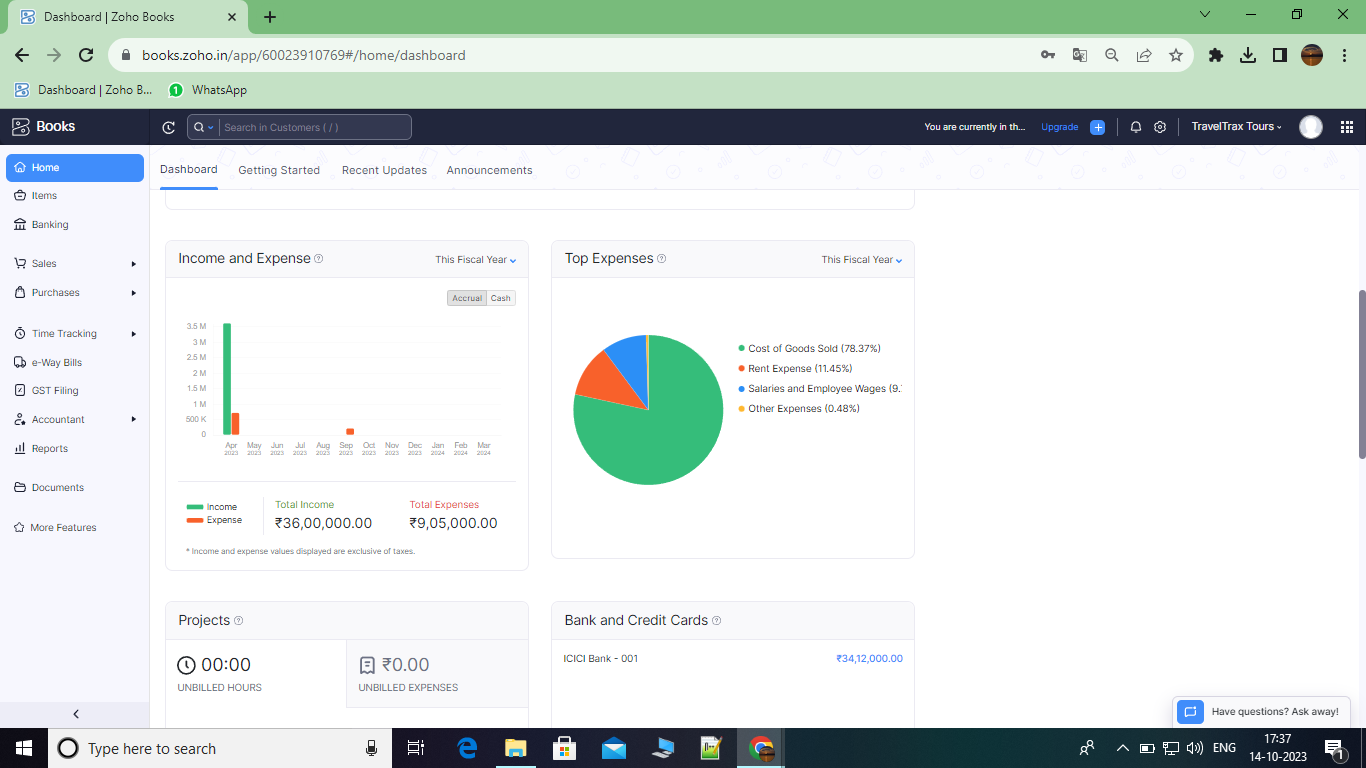 Dashboard | Zoho Books
books.zoho.in/app/60023910769#/home/dashboard
Dashboard | Zoho B...
1
WhatsApp
Books
Search in Customers ( / )
You are currently in th...
Upgrade
TravelTrax Tours
Home
Items
Banking
Sales
Purchases
Time Tracking
e-Way Bills
GST Filing
Accountant
Reports
Documents
More Features
Dashboard
Getting Started
Recent Updates
Announcements
Income and Expense
This Fiscal Year
Accrual Cash
3.5 M
3 M
2.5 M
2 M
1.5 M
1 M
500 K
0
Apr May Jun Jul Aug Sep Oct Nov Dec Jan Feb Mar
2023 2023 2023 2023 2023 2023 2023 2023 2023 2024 2024 2024
Income
Expense
Total Income
₹36,00,000.00
Total Expenses
₹9,05,000.00
* Income and expense values displayed are exclusive of taxes.
Top Expenses
This Fiscal Year
Cost of Goods Sold (78.37%)
Rent Expense (11.45%)
Salaries and Employee Wages (9.
Other Expenses (0.48%)
Projects
00:00
UNBILLED HOURS
₹0.00
UNBILLED EXPENSES
Bank and Credit Cards
ICICI Bank - 001
₹34,12,000.00
Have questions? Ask away!
Type here to search
ENG
17:37
14-10-2023
1